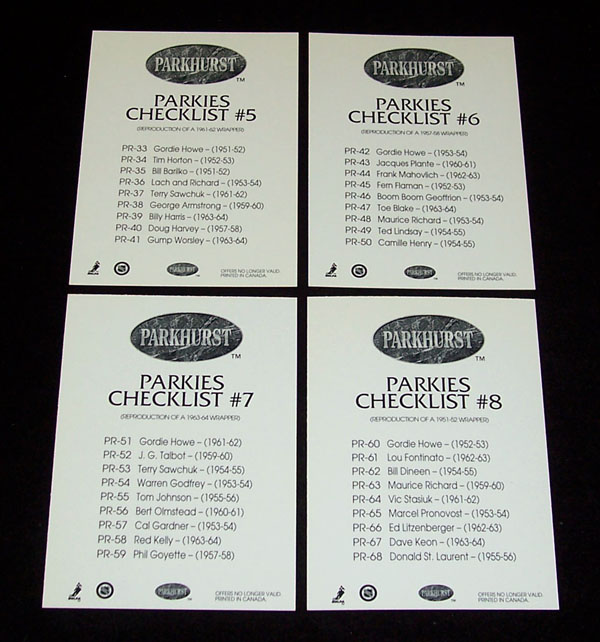 PARKHURST
TM
PARKIES
CHECKLIST #5
(REPRODUCTION OF A 1961-62 WRAPPER)
PR-33 Gordie Howe – (1951-52)
PR-34 Tim Horton – (1952-53)
PR-35 Bill Barilko – (1951-52)
PR-36 Lach and Richard – (1953-54)
PR-37 Terry Sawchuk – (1961-62)
PR-38 George Armstrong – (1959-60)
PR-39 Billy Harris – (1963-64)
PR-40 Doug Harvey – (1957-58)
PR-41 Gump Worsley – (1963-64)
PARKHURST
OFFERS NO LONGER VALID.
PRINTED IN CANADA.
PARKHURST
TM
PARKIES
CHECKLIST #6
(REPRODUCTION OF A 1957-58 WRAPPER)
PR-42 Gordie Howe – (1953-54)
PR-43 Jacques Plante – (1960-61)
PR-44 Frank Mahovlich – (1962-63)
PR-45 Fern Flaman – (1952-53)
PR-46 Boom Boom Geoffrion – (1953-54)
PR-47 Toe Blake – (1963-64)
PR-48 Maurice Richard – (1953-54)
PR-49 Ted Lindsay – (1954-55)
PR-50 Camille Henry – (1954-55)
PARKHURST
OFFERS NO LONGER VALID.
PRINTED IN CANADA.
PARKHURST
TM
PARKIES
CHECKLIST #7
(REPRODUCTION OF A 1963-64 WRAPPER)
PR-51 Gordie Howe – (1961-62)
PR-52 J. G. Talbot – (1959-60)
PR-53 Terry Sawchuk – (1954-55)
PR-54 Warren Godfrey – (1953-54)
PR-55 Tom Johnson – (1955-56)
PR-56 Bert Olmstead – (1960-61)
PR-57 Cal Gardner – (1953-54)
PR-58 Red Kelly – (1963-64)
PR-59 Phil Goyette – (1957-58)
PARKHURST
OFFERS NO LONGER VALID.
PRINTED IN CANADA.
PARKHURST
TM
PARKIES
CHECKLIST #8
(REPRODUCTION OF A 1951-52 WRAPPER)
PR-60 Gordie Howe – (1952-53)
PR-61 Lou Fontinato – (1962-63)
PR-62 Bill Dineen – (1954-55)
PR-63 Maurice Richard – (1959-60)
PR-64 Vic Stasiuk – (1961-62)
PR-65 Marcel Pronovost – (1953-54)
PR-66 Ed Litzenberger – (1962-63)
PR-67 Dave Keon – (1963-64)
PR-68 Donald St. Laurent – (1955-56)
PARKHURST
OFFERS NO LONGER VALID.
PRINTED IN CANADA.